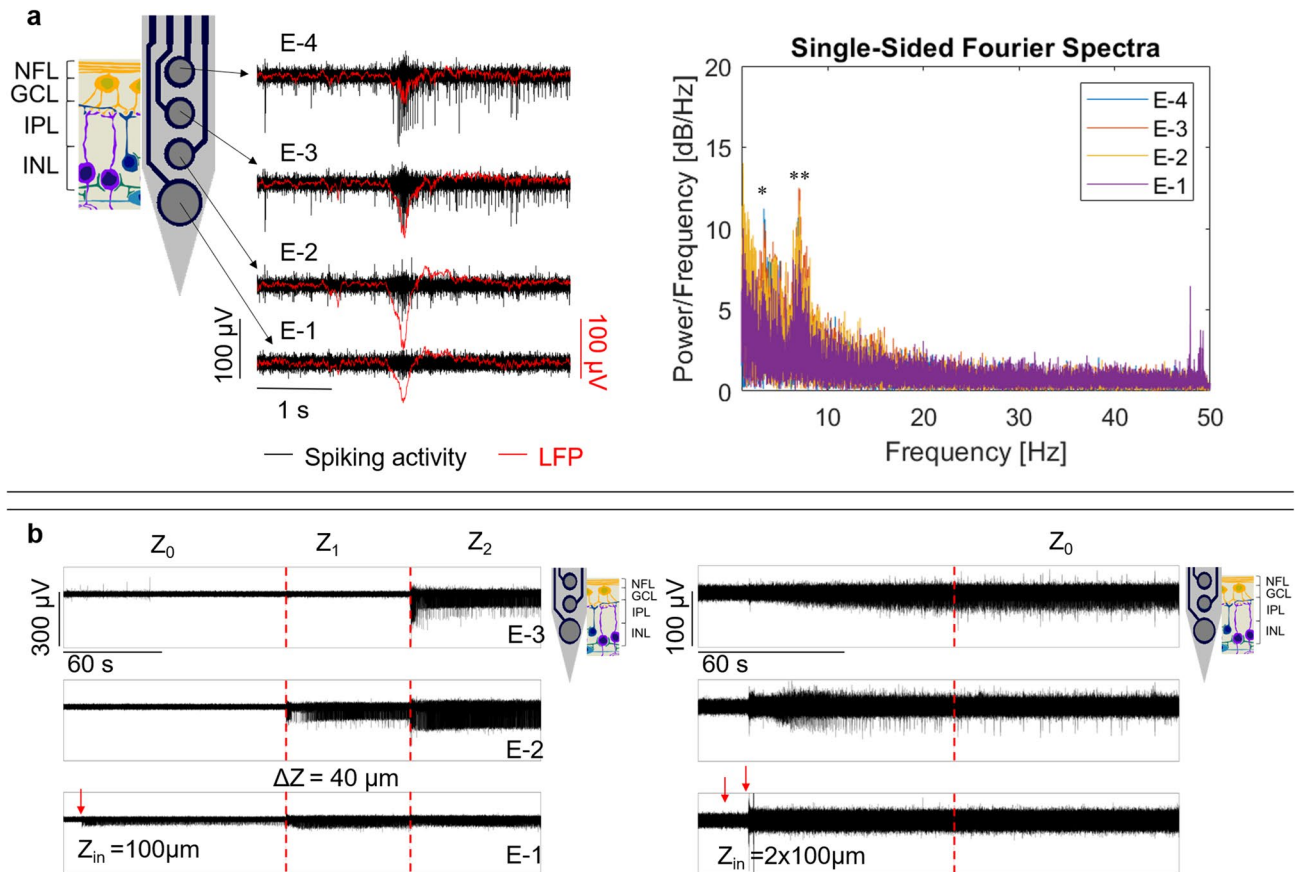 a
NFL
GCL
IPL
INL
E-4
E-3
E-2
E-1
100 µV
100 µV
1 s
Spiking activity
LFP
Single-Sided Fourier Spectra
20
15
10
5
0
Power/Frequency [dB/Hz]
*
**
E-4
E-3
E-2
E-1
10
20
30
40
50
Frequency [Hz]
b
Z0
Z1
Z2
300 µV
60 s
E-3
NFL
GCL
IPL
INL
E-2
ΔZ = 40 µm
Zin =100µm
E-1
Z0
100 µV
60 s
NFL
GCL
IPL
INL
Zin =2x100µm